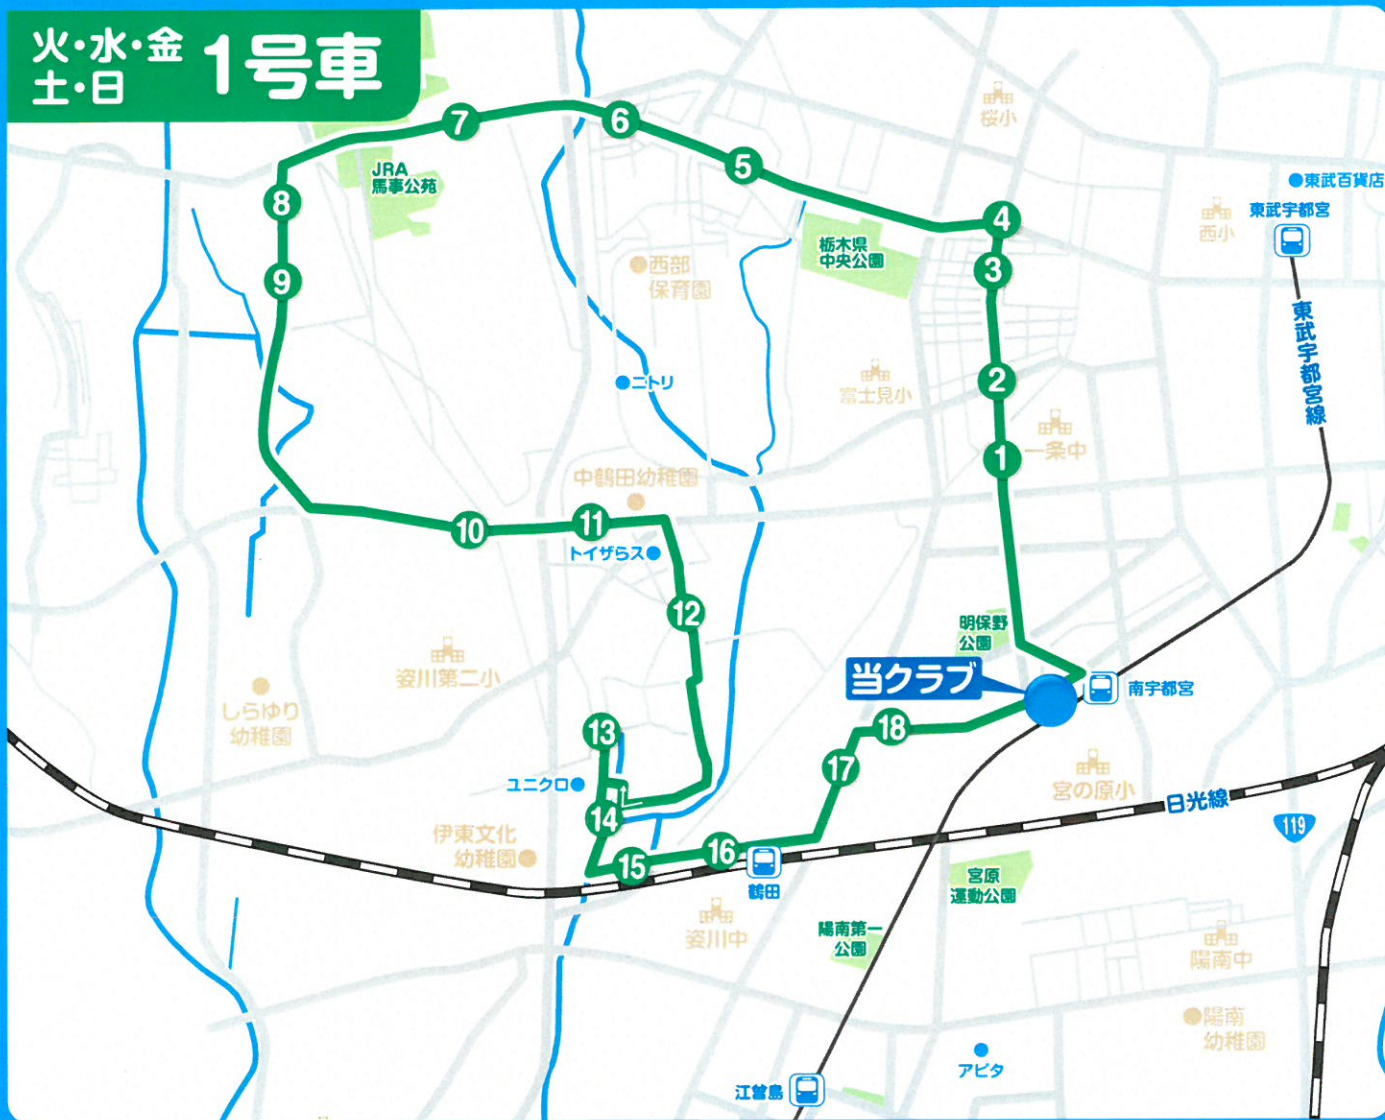 火・水・金
土・日
1号車
7
6
5
桜小
JRA
馬事公苑
8
4
東武百貨店
東武宇都宮
西小
栃木県
中央公園
3
西部
保育園
9
東武宇都宮線
ニトリ
2
富士見小
1
一条中
中鶴田幼稚園
10
11
トイザらス
12
明保野
公園
姿川第二小
当クラブ
南宇都宮
しらゆり
幼稚園
13
18
17
宮の原小
ユニクロ
日光線
14
119
伊東文化
幼稚園
15
16
鶴田
宮原
運動公園
姿川中
陽南第一
公園
陽南中
陽南
幼稚園
アピタ
江曽島